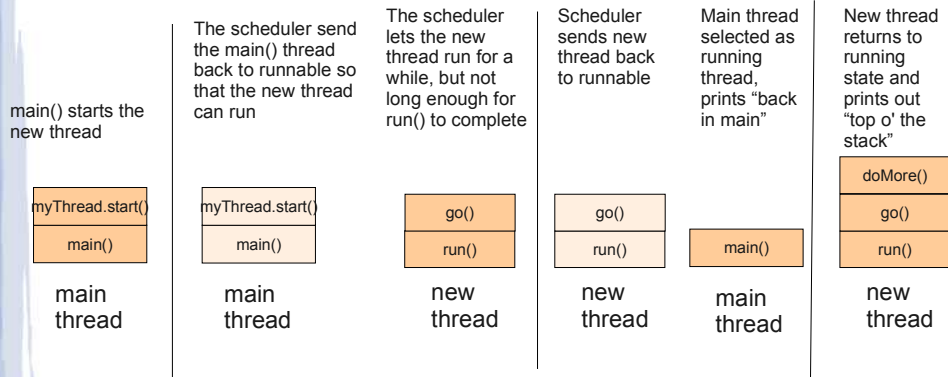 main() starts the
new thread
myThread.start()
main()
main
thread
The scheduler send
the main() thread
back to runnable so
that the new thread
can run
myThread.start()
main()
main
thread
The scheduler
lets the new
thread run for a
while, but not
long enough for
run() to complete
go()
run()
new
thread
Scheduler
sends new
thread back
to runnable
go()
run()
new
thread
Main thread
selected as
running
thread,
prints “back
in main”
main()
main
thread
New thread
returns to
running
state and
prints out
“top o' the
stack”
doMore()
go()
run()
new
thread